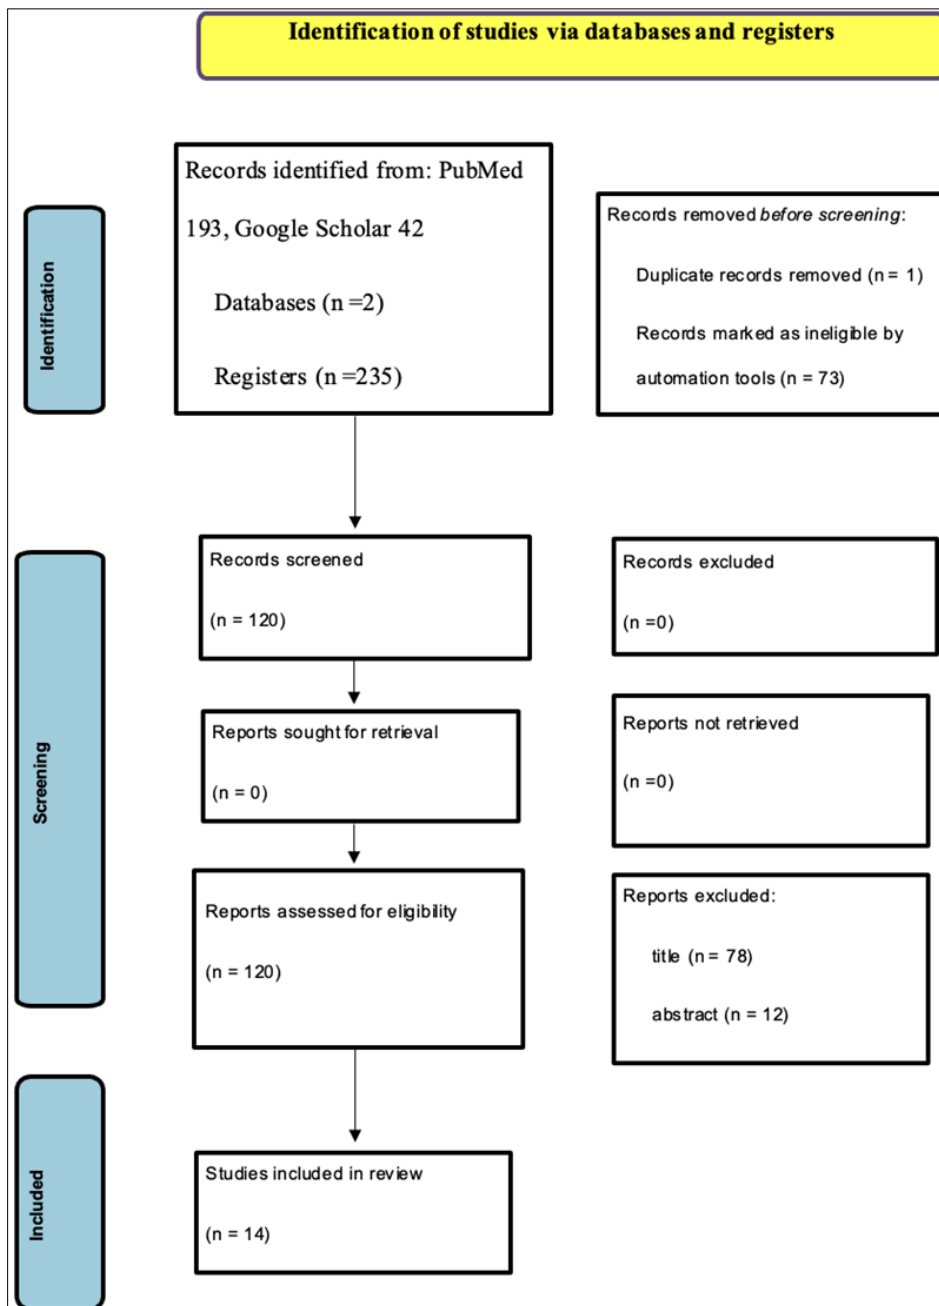 Identification of studies via databases and registers
Identification
Records identified from: PubMed
193, Google Scholar 42
Databases (n =2)
Registers (n =235)
Records removed before screening:
Duplicate records removed (n = 1)
Records marked as ineligible by
automation tools (n = 73)
Screening
Records screened
(n = 120)
Records excluded
(n =0)
Reports sought for retrieval
(n = 0)
Reports not retrieved
(n =0)
Reports assessed for eligibility
(n = 120)
Reports excluded:
title (n = 78)
abstract (n = 12)
Included
Studies included in review
(n = 14)